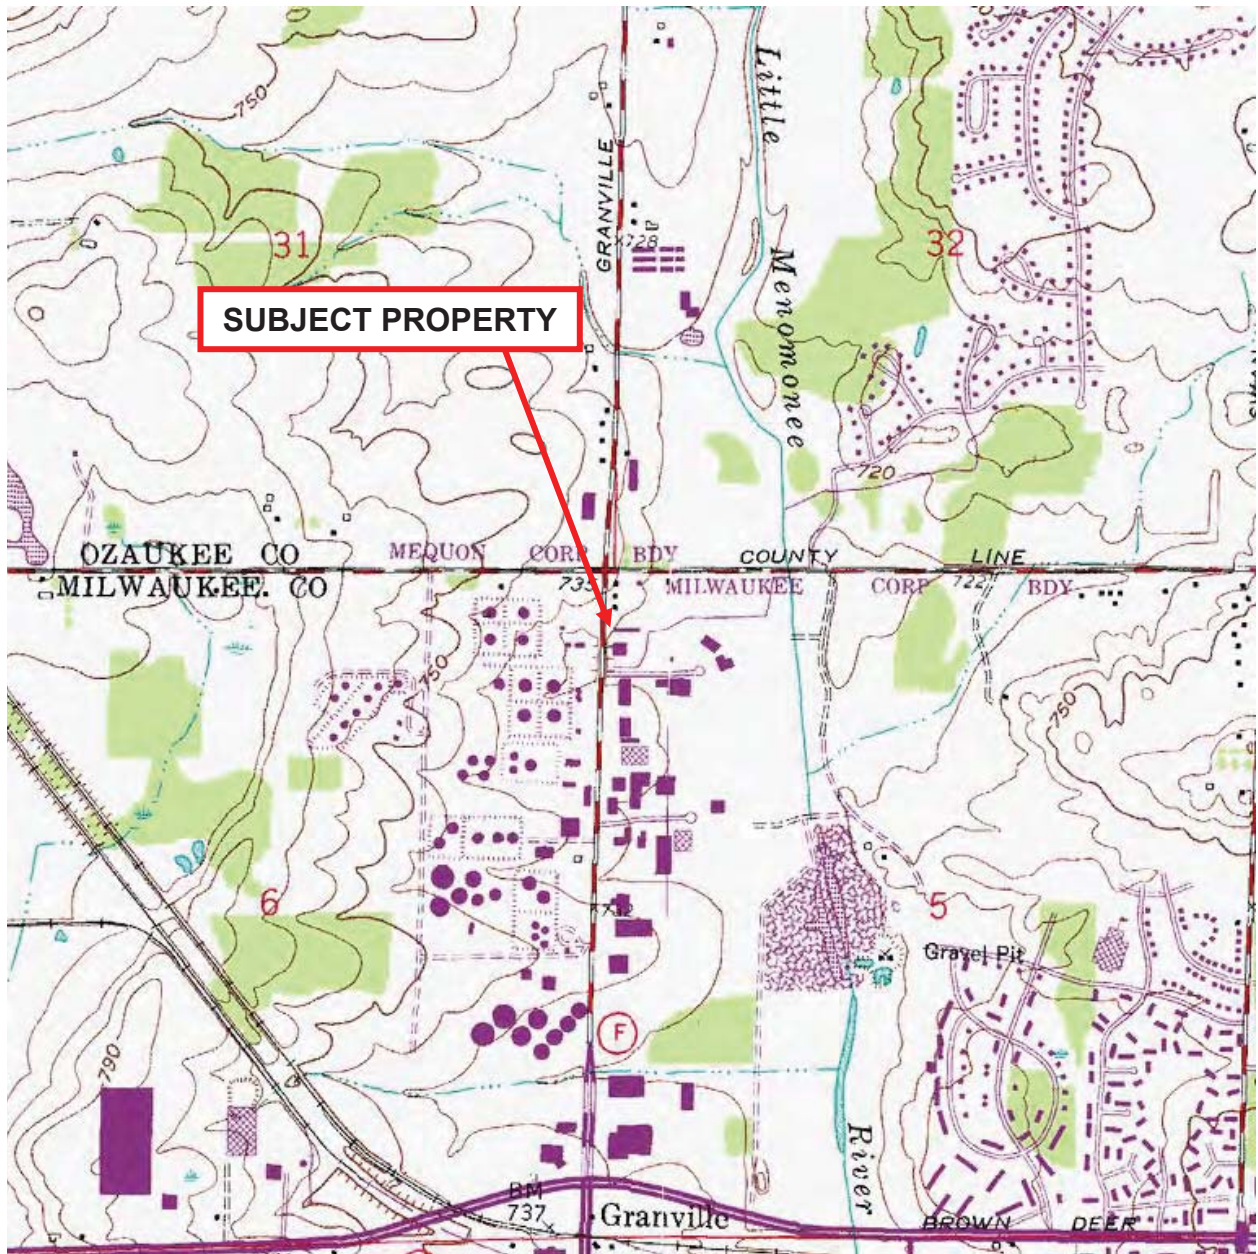 Little
750
GRANVILLE
728
31
32
Menomonee
SUBJECT PROPERTY
720
OZAUKEE CO
MEQUON CORP BDY
COUNTY LINE
MILWAUKEE. CO
735
MILWAUKEE CORP BDY
722
750
750
6
732
5
Gravel Pit
F
790
River
BM
737
Granville
BROWN DEER